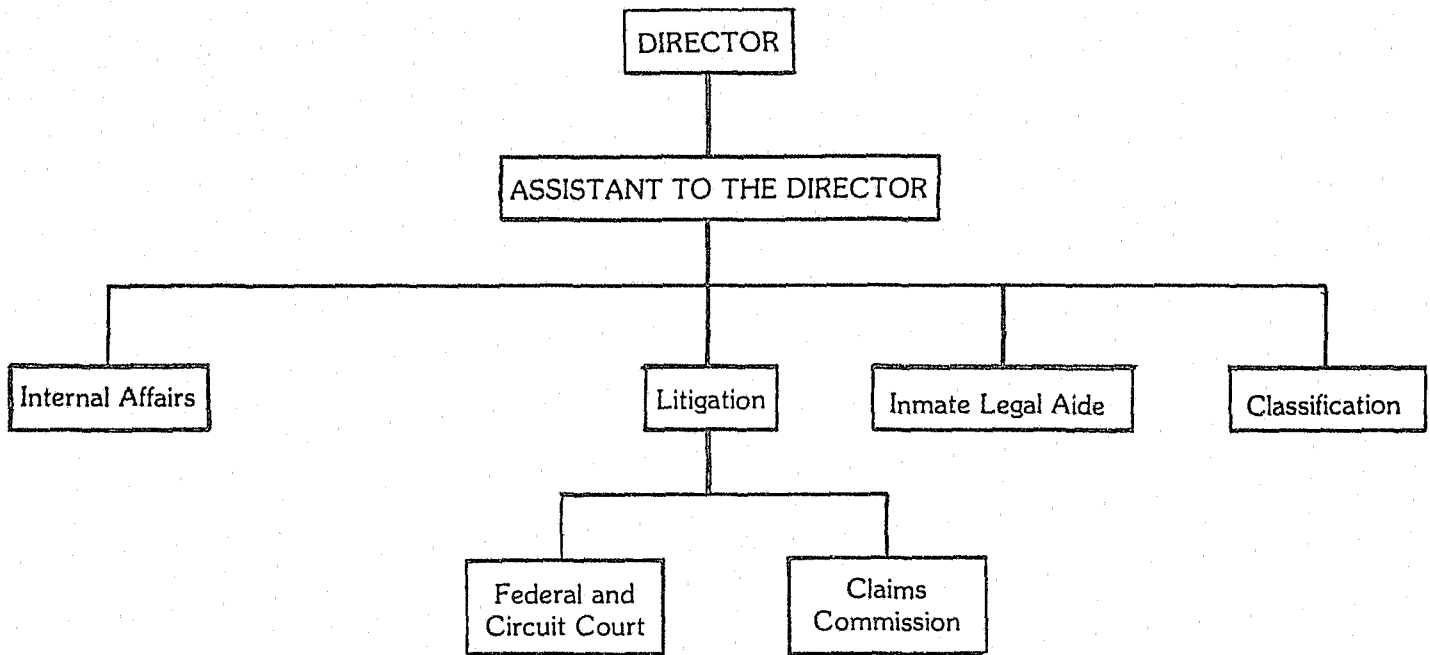 DIRECTOR
ASSISTANT TO THE DIRECTOR
Internal Affairs
Litigation
Inmate Legal Aide
Classification
Federal and
Circuit Court
Claims
Commission